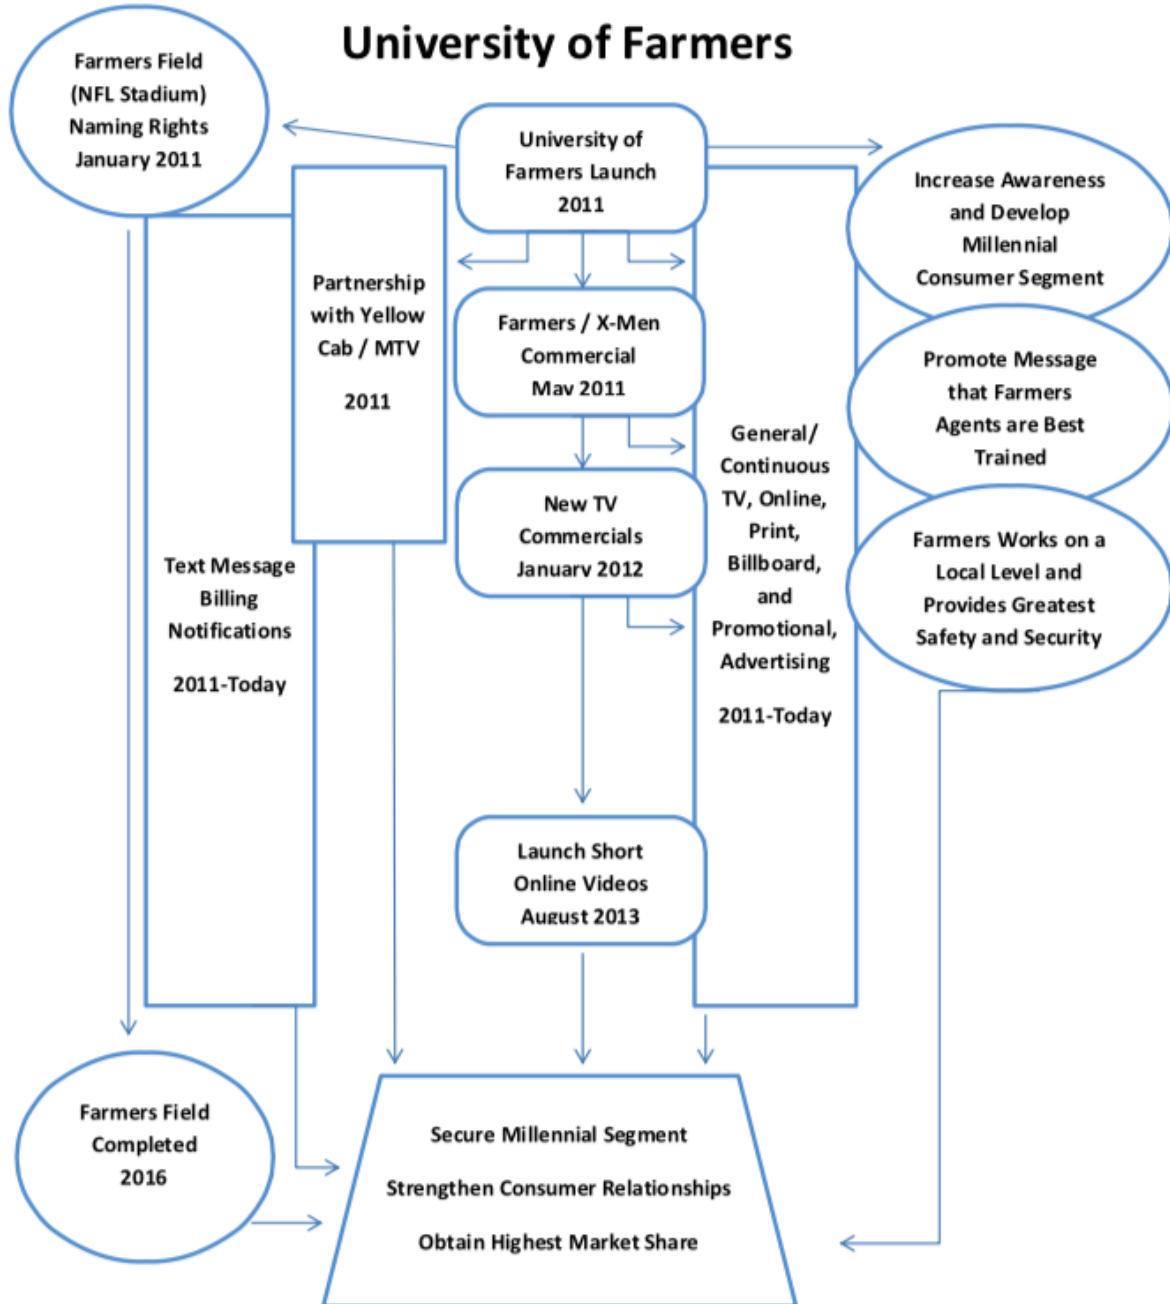 University of Farmers
Farmers Field
(NFL Stadium)
Naming Rights
January 2011
University of
Farmers Launch
2011
Increase Awareness
and Develop
Millennial
Consumer Segment
Partnership
with Yellow
Cab / MTV
2011
Farmers / X-Men
Commercial
May 2011
Promote Message
that Farmers
Agents are Best
Trained
General/
Continuous
TV, Online,
Print,
Billboard,
and
Promotional,
Advertising
2011-Today
New TV
Commercials
January 2012
Farmers Works on a
Local Level and
Provides Greatest
Safety and Security
Text Message
Billing
Notifications
2011-Today
Launch Short
Online Videos
August 2013
Farmers Field
Completed
2016
Secure Millennial Segment
Strengthen Consumer Relationships
Obtain Highest Market Share